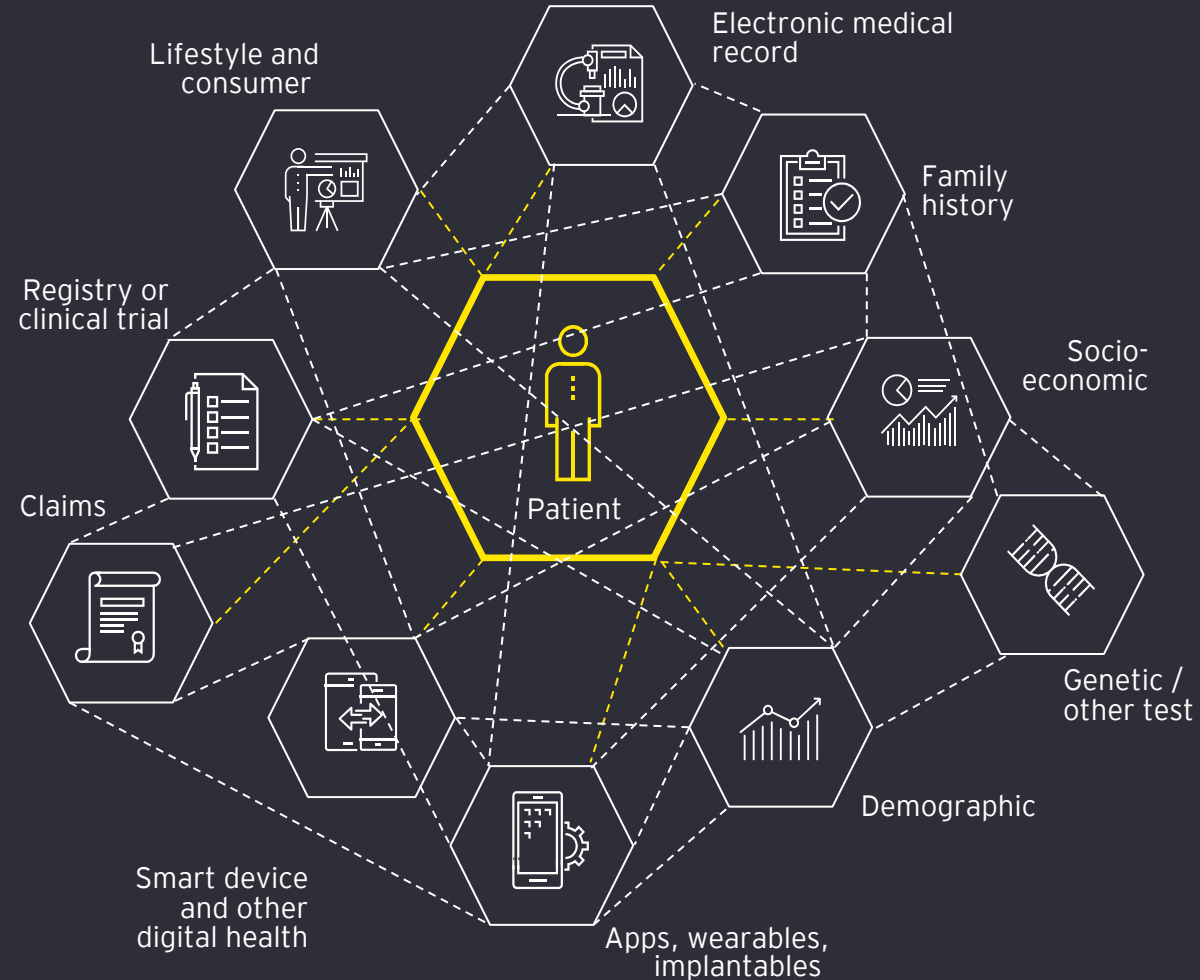 Electronic medical
record
Lifestyle and
consumer
Family
history
Registry or
clinical trial
Socio-
economic
Claims
Patient
Genetic /
other test
Demographic
Smart device
and other
digital health
Apps, wearables,
implantables